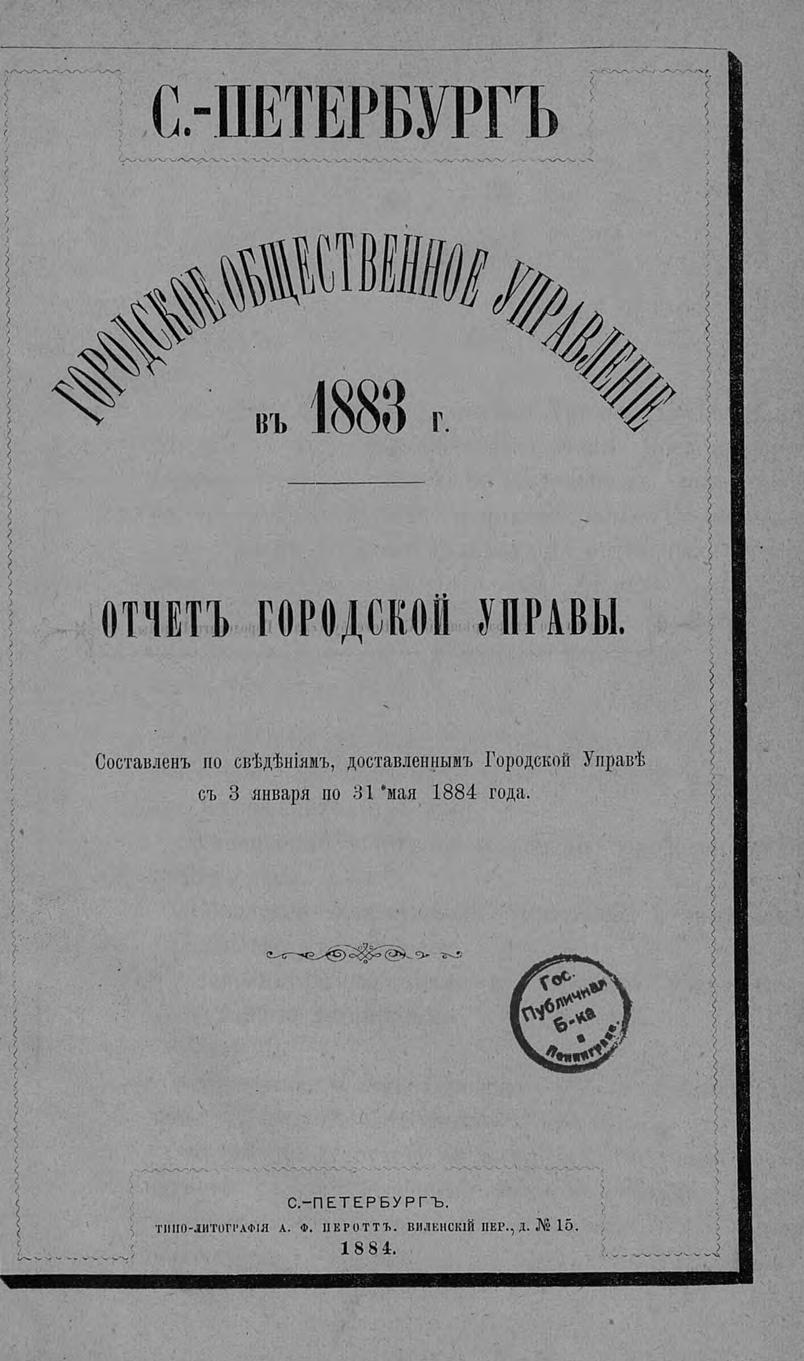 С.-ПЕТЕРБУРГЪ
ГОРОДСКОЕ ОБЩЕСТВЕННОЕ УПРАВЛЕНІЕ
въ 1883 г.
ОТЧЕТЪ ГОРОДСКОЙ УПРАВЫ.
Составленъ по свѣдѣніямъ, доставленнымъ Городской Управѣ
съ 3 января по 31 мая 1884 года.
Гос.
Публичная
Б-ка
в
Ленинграде.
С.-ПЕТЕРБУРГЪ.
ТИПО-ЛИТОГРАФІЯ А. Ф. ПЕРОТТЪ. ВИЛЕНСКІЙ ПЕР., Д. № 15.
1884.